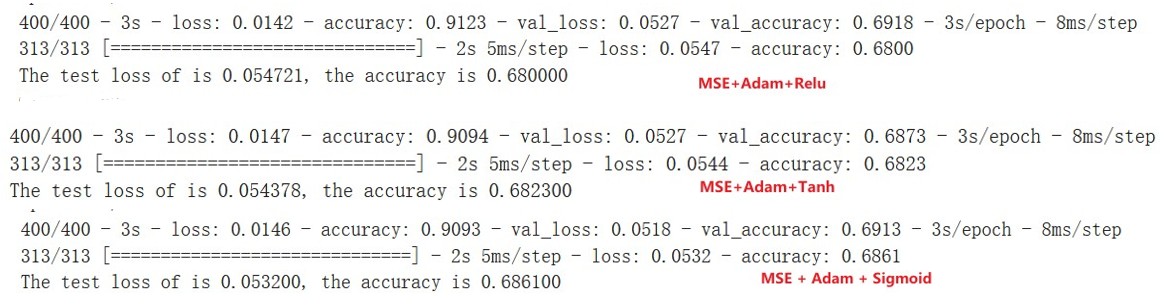 400/400 - 3s - loss: 0.0142 - accuracy: 0.9123 - val_loss: 0.0527 - val_accuracy: 0.6918 - 3s/epoch - 8ms/step
313/313 [==============================] - 2s 5ms/step - loss: 0.0547 - accuracy: 0.6800
The test loss of is 0.054721, the accuracy is 0.680000
MSE+Adam+Relu
400/400 - 3s - loss: 0.0147 - accuracy: 0.9094 - val_loss: 0.0527 - val_accuracy: 0.6873 - 3s/epoch - 8ms/step
313/313 [==============================] - 2s 5ms/step - loss: 0.0544 - accuracy: 0.6823
The test loss of is 0.054378, the accuracy is 0.682300
MSE+Adam+Tanh
400/400 - 3s - loss: 0.0146 - accuracy: 0.9093 - val_loss: 0.0518 - val_accuracy: 0.6913 - 3s/epoch - 8ms/step
313/313 [==============================] - 2s 5ms/step - loss: 0.0532 - accuracy: 0.6861
The test loss of is 0.053200, the accuracy is 0.686100
MSE + Adam + Sigmoid